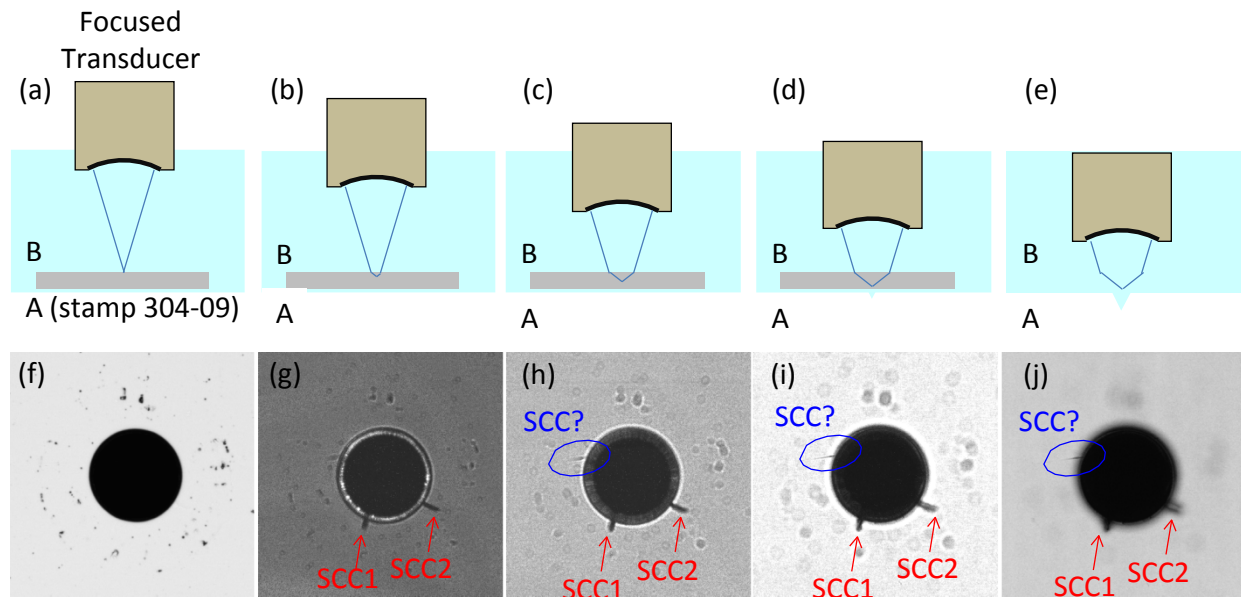 Focused
Transducer
(a)
(b)
(c)
(d)
(e)
B
B
B
B
B
A (stamp 304-09)
A
A
A
A
(f)
(g)
(h)
(i)
(j)
SCC?
SCC?
SCC?
SCC1
SCC2
SCC1
SCC2
SCC1
SCC2
SCC1
SCC2